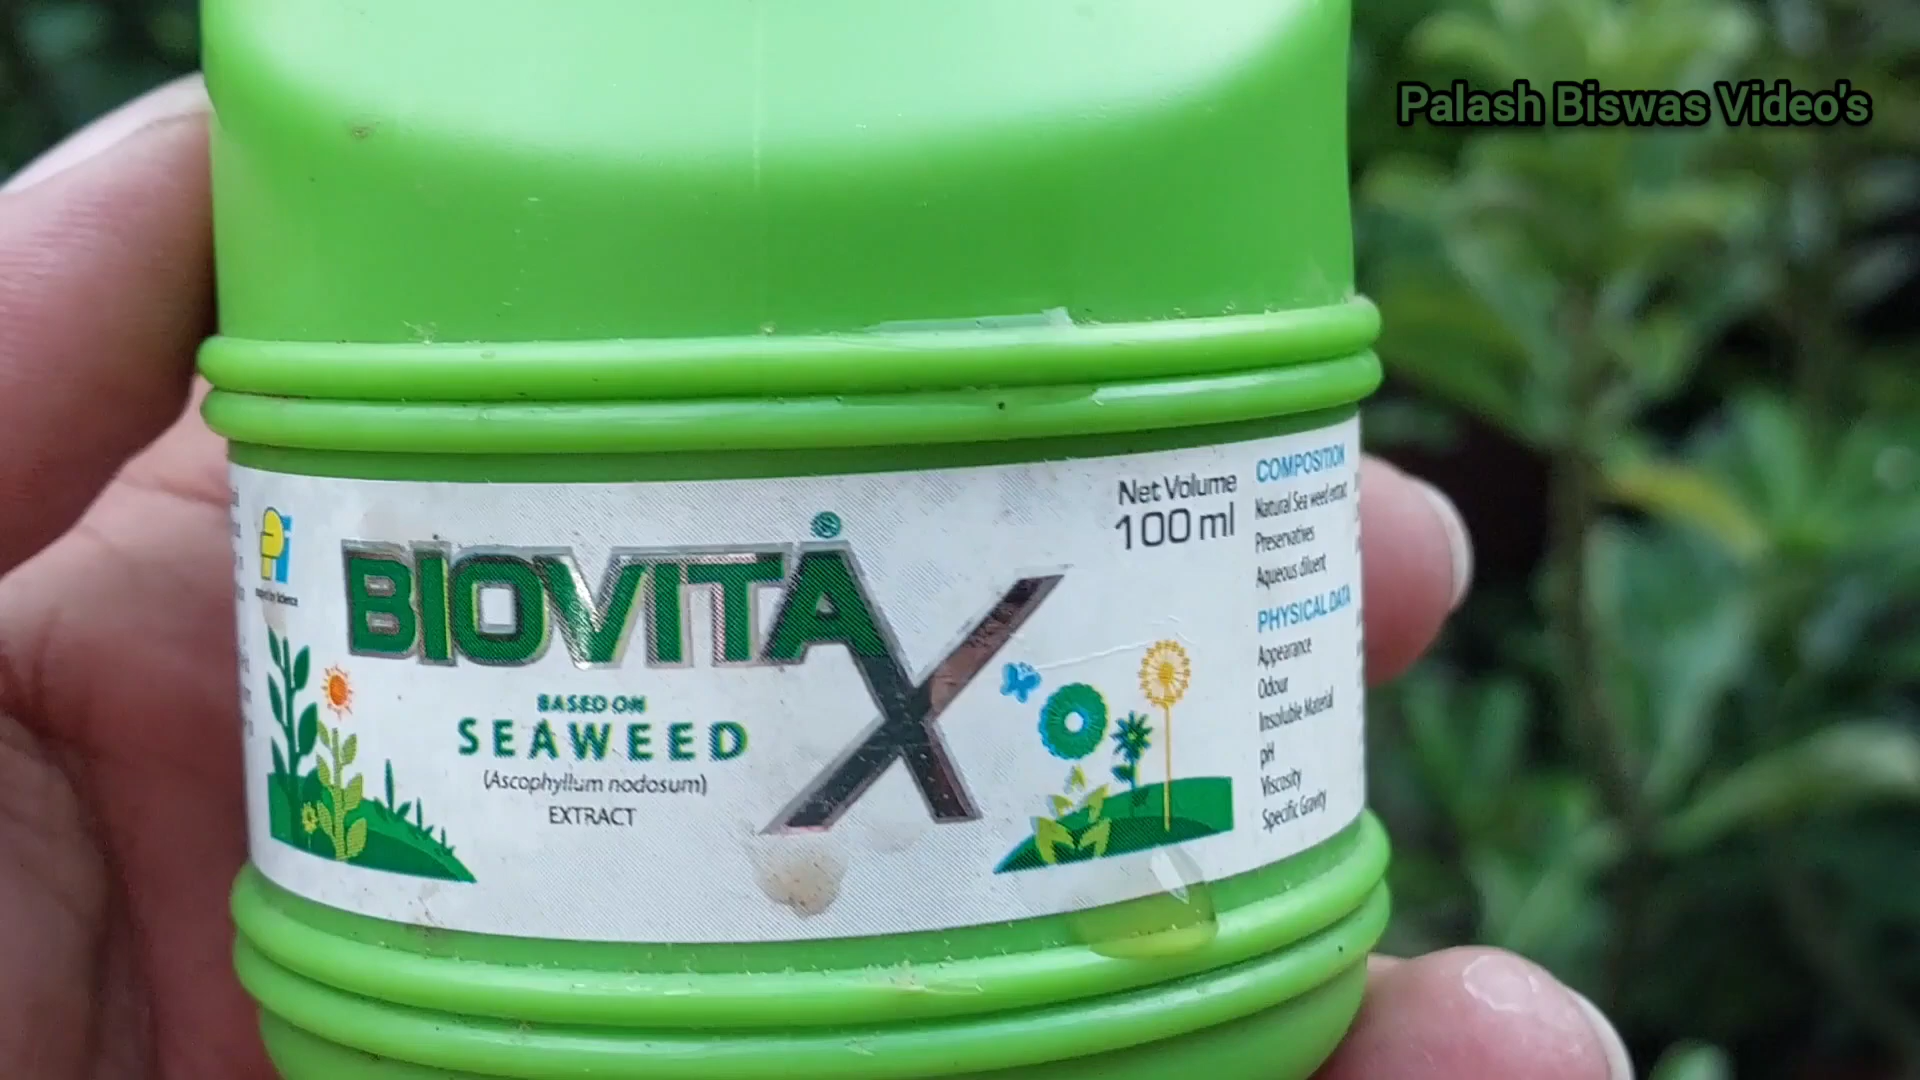 Palash Biswas Video's
BIOVITA X
®
BASED ON
SEAWEED
(Ascophyllum nodosum)
EXTRACT
Net Volume
100 ml
COMPOSITION
Natural Sea weed extract
Preservatives
Aqueous diluent
PHYSICAL DATA
Appearance
Odour
Insoluble Material
pH
Viscosity
Specific Gravity